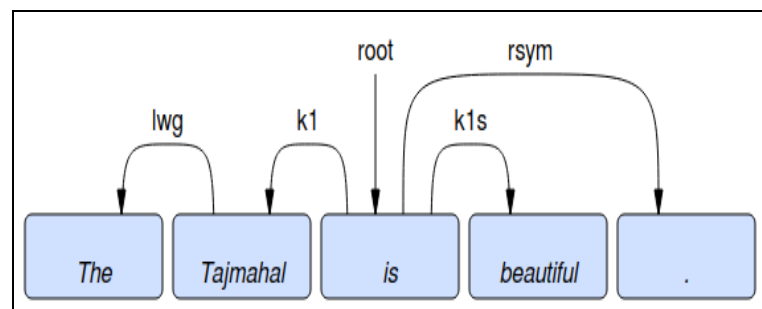 root rsym
lwg k1 k1s
The Tajmahal is beautiful .